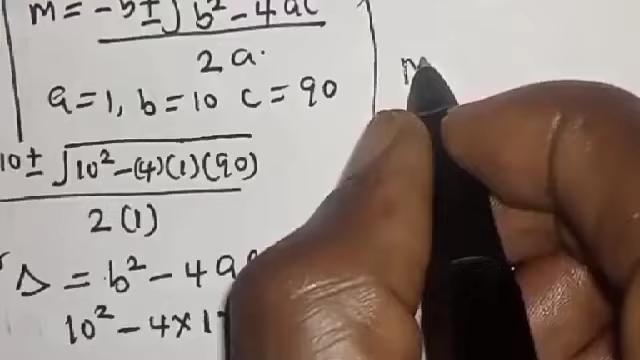 m = -b ± √b² - 4ac
2a.
a = 1, b = 10 c = 90
10 ± √10² - (4)(1)(90)
2(1)
Δ = b² - 4a
10² - 4 × 1
m